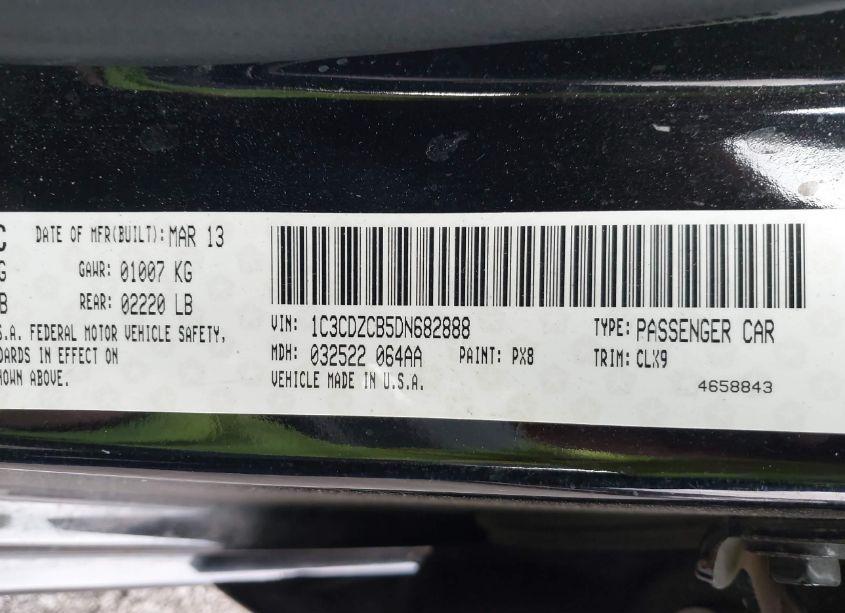 C DATE OF MFR(BUILT): MAR 13
G GAWR: 01007 KG
B REAR: 02220 LB
S.A. FEDERAL MOTOR VEHICLE SAFETY,
DARDS IN EFFECT ON
HOWN ABOVE.
VIN: 1C3CDZCB5DN682888 TYPE: PASSENGER CAR
MDH: 032522 064AA PAINT: PX8 TRIM: CLX9
VEHICLE MADE IN U.S.A. 4658843